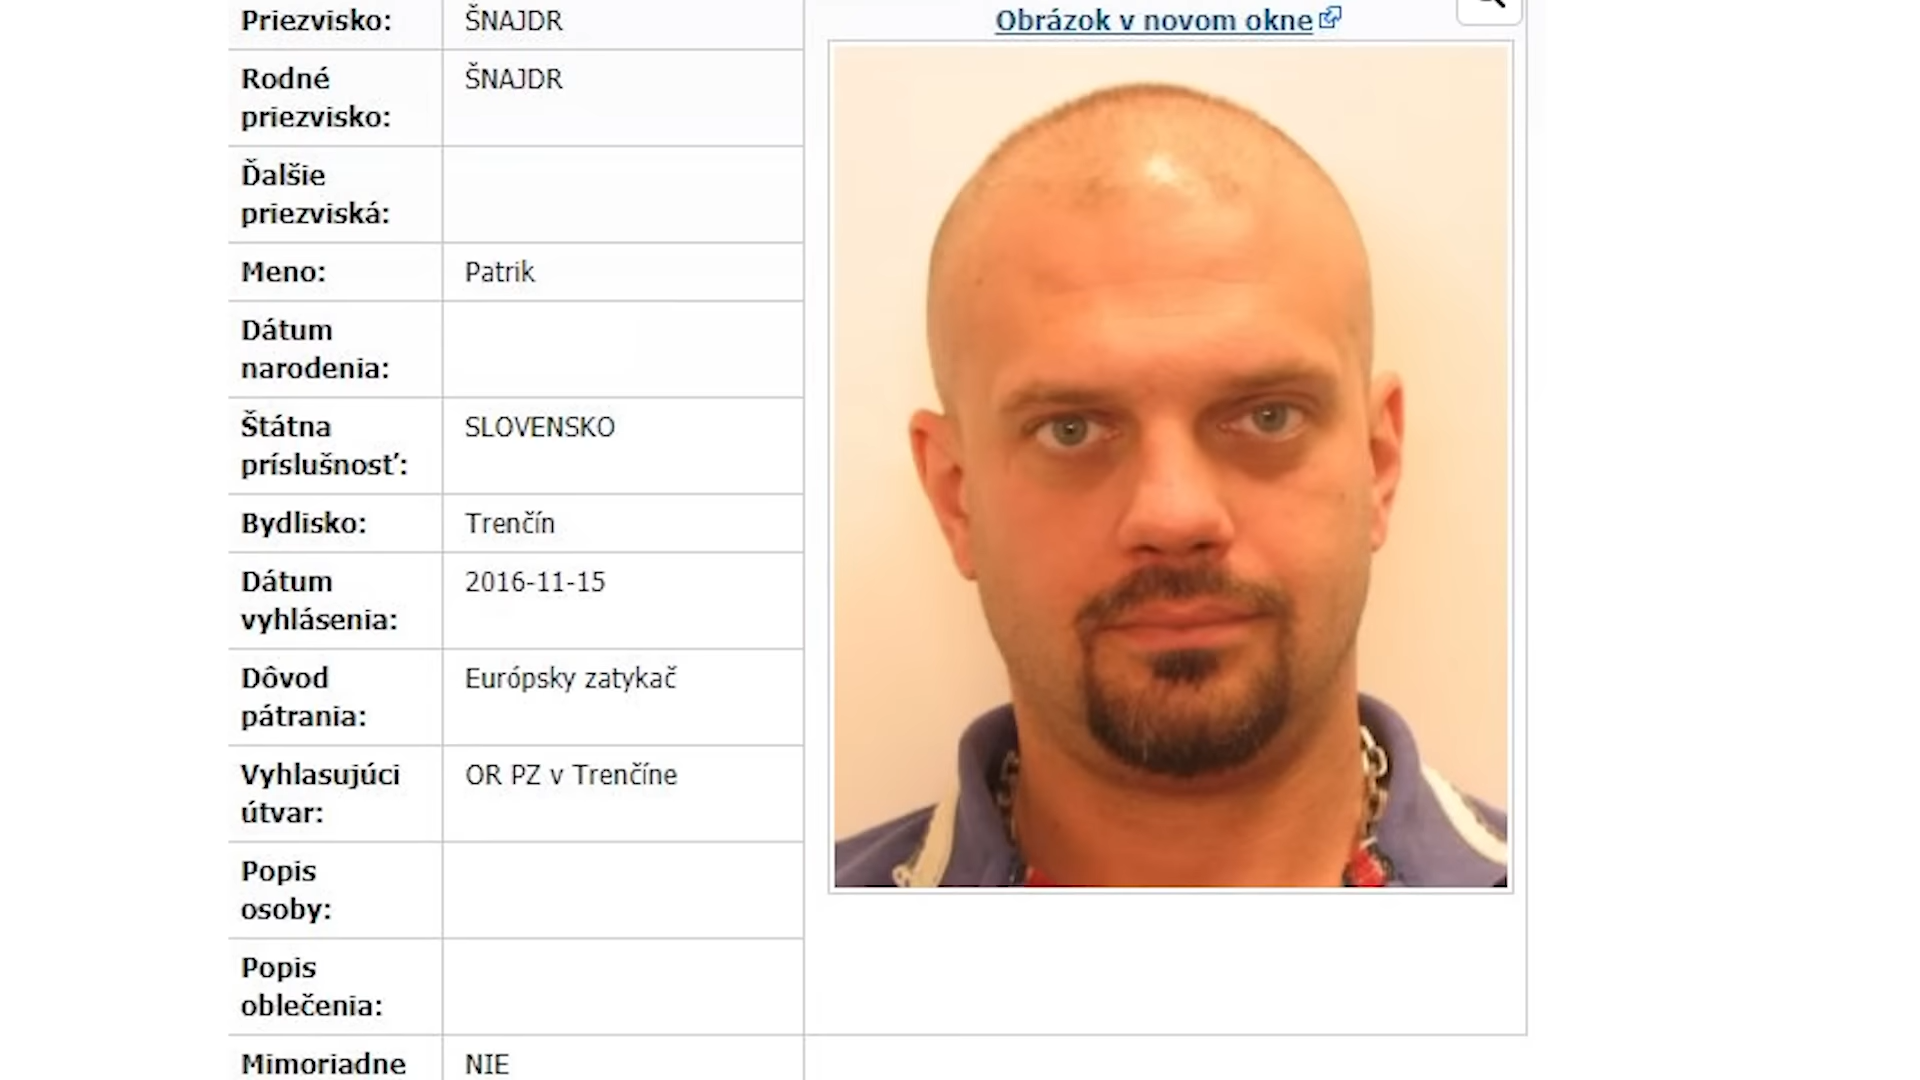 Priezvisko: ŠNAJDR
Obrázok v novom okne
Rodné
priezvisko: ŠNAJDR
Ďalšie
priezviská:
Meno: Patrik
Dátum
narodenia:
Štátna
príslušnosť: SLOVENSKO
Bydlisko: Trenčín
Dátum
vyhlásenia: 2016-11-15
Dôvod
pátrania: Európsky zatykač
Vyhlasujúci
útvar: OR PZ v Trenčíne
Popis
osoby:
Popis
oblečenia:
Mimoriadne NIE